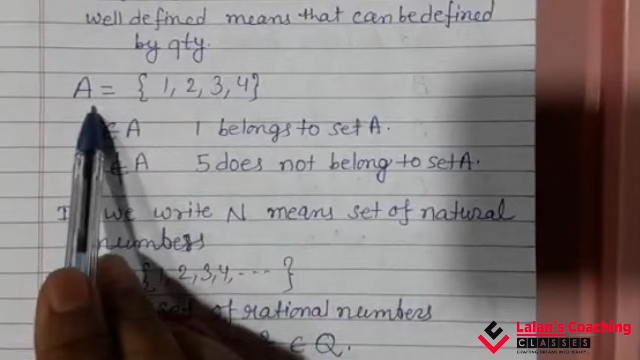 well defined means that can be defined
by qty.
A = { 1, 2, 3, 4}
∈ A 1 belongs to set A.
∉ A 5 does not belong to set A.
we write N means set of natural
numbers
{1, 2, 3, 4, ---- }
set of rational numbers
∈ Q.
Lalan's Coaching
CLASSES